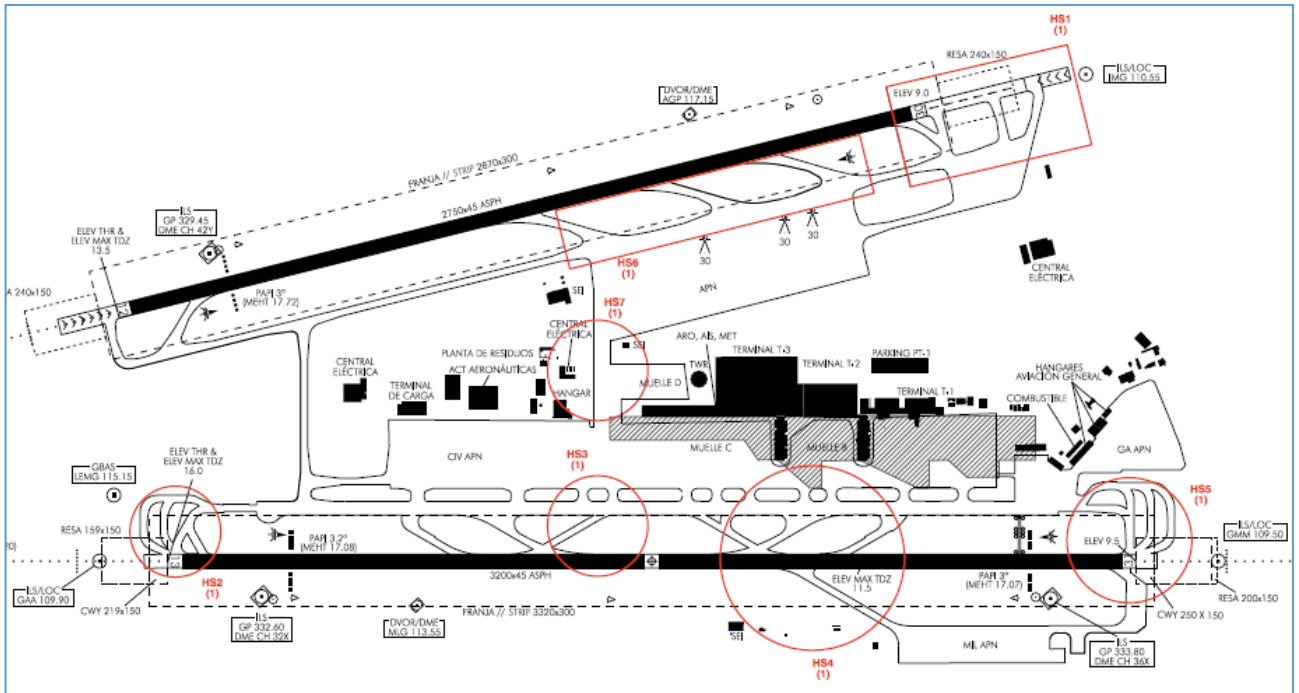 HS1
(1)
RESA 240x150
ILS/LOC
IMG 110.55
DVOR/DME
AGP 117.15
ELEV 9.0
FRANJA // STRIP 2870x300
2750x45 ASPH
ILS
GP 329.45
DME CH 42Y
ELEV THR &
ELEV MAX TDZ
13.5
A 240x150
PAPI 3º
(MEHT 17.72)
HS6
(1)
30
30
30
APN
CENTRAL
ELÉCTRICA
SEI
HS7
(1)
CENTRAL
ELÉCTRICA
SEI
ARO, AIS, MET
TERMINAL T-3
TERMINAL T-2
PARKING PT-1
TWR
MUELLE D
TERMINAL T-1
HANGARES
AVIACIÓN GENERAL
COMBUSTIBLE
PLANTA DE RESIDUOS
ACT AERONÁUTICAS
CENTRAL
ELÉCTRICA
TERMINAL
DE CARGA
HANGAR
MUELLE C
MUELLE B
GA APN
CIV APN
ELEV THR &
ELEV MAX TDZ
16.0
GBAS
LEMG 115.15
HS3
(1)
HS5
(1)
RESA 159x150
PAPI 3.2º
(MEHT 17.08)
ELEV 9.5
ILS/LOC
GMM 109.50
90)
13
3200x45 ASPH
ELEV MAX TDZ
11.5
PAPI 3º
(MEHT 17.07)
ILS/LOC
GAA 109.90
HS2
(1)
CWY 219x150
CWY 250 X 150
RESA 200x150
FRANJA // STRIP 3320x300
ILS
GP 332.60
DME CH 32X
DVOR/DME
MLG 113.55
SEI
HS4
(1)
MIL APN
ILS
GP 333.80
DME CH 36X